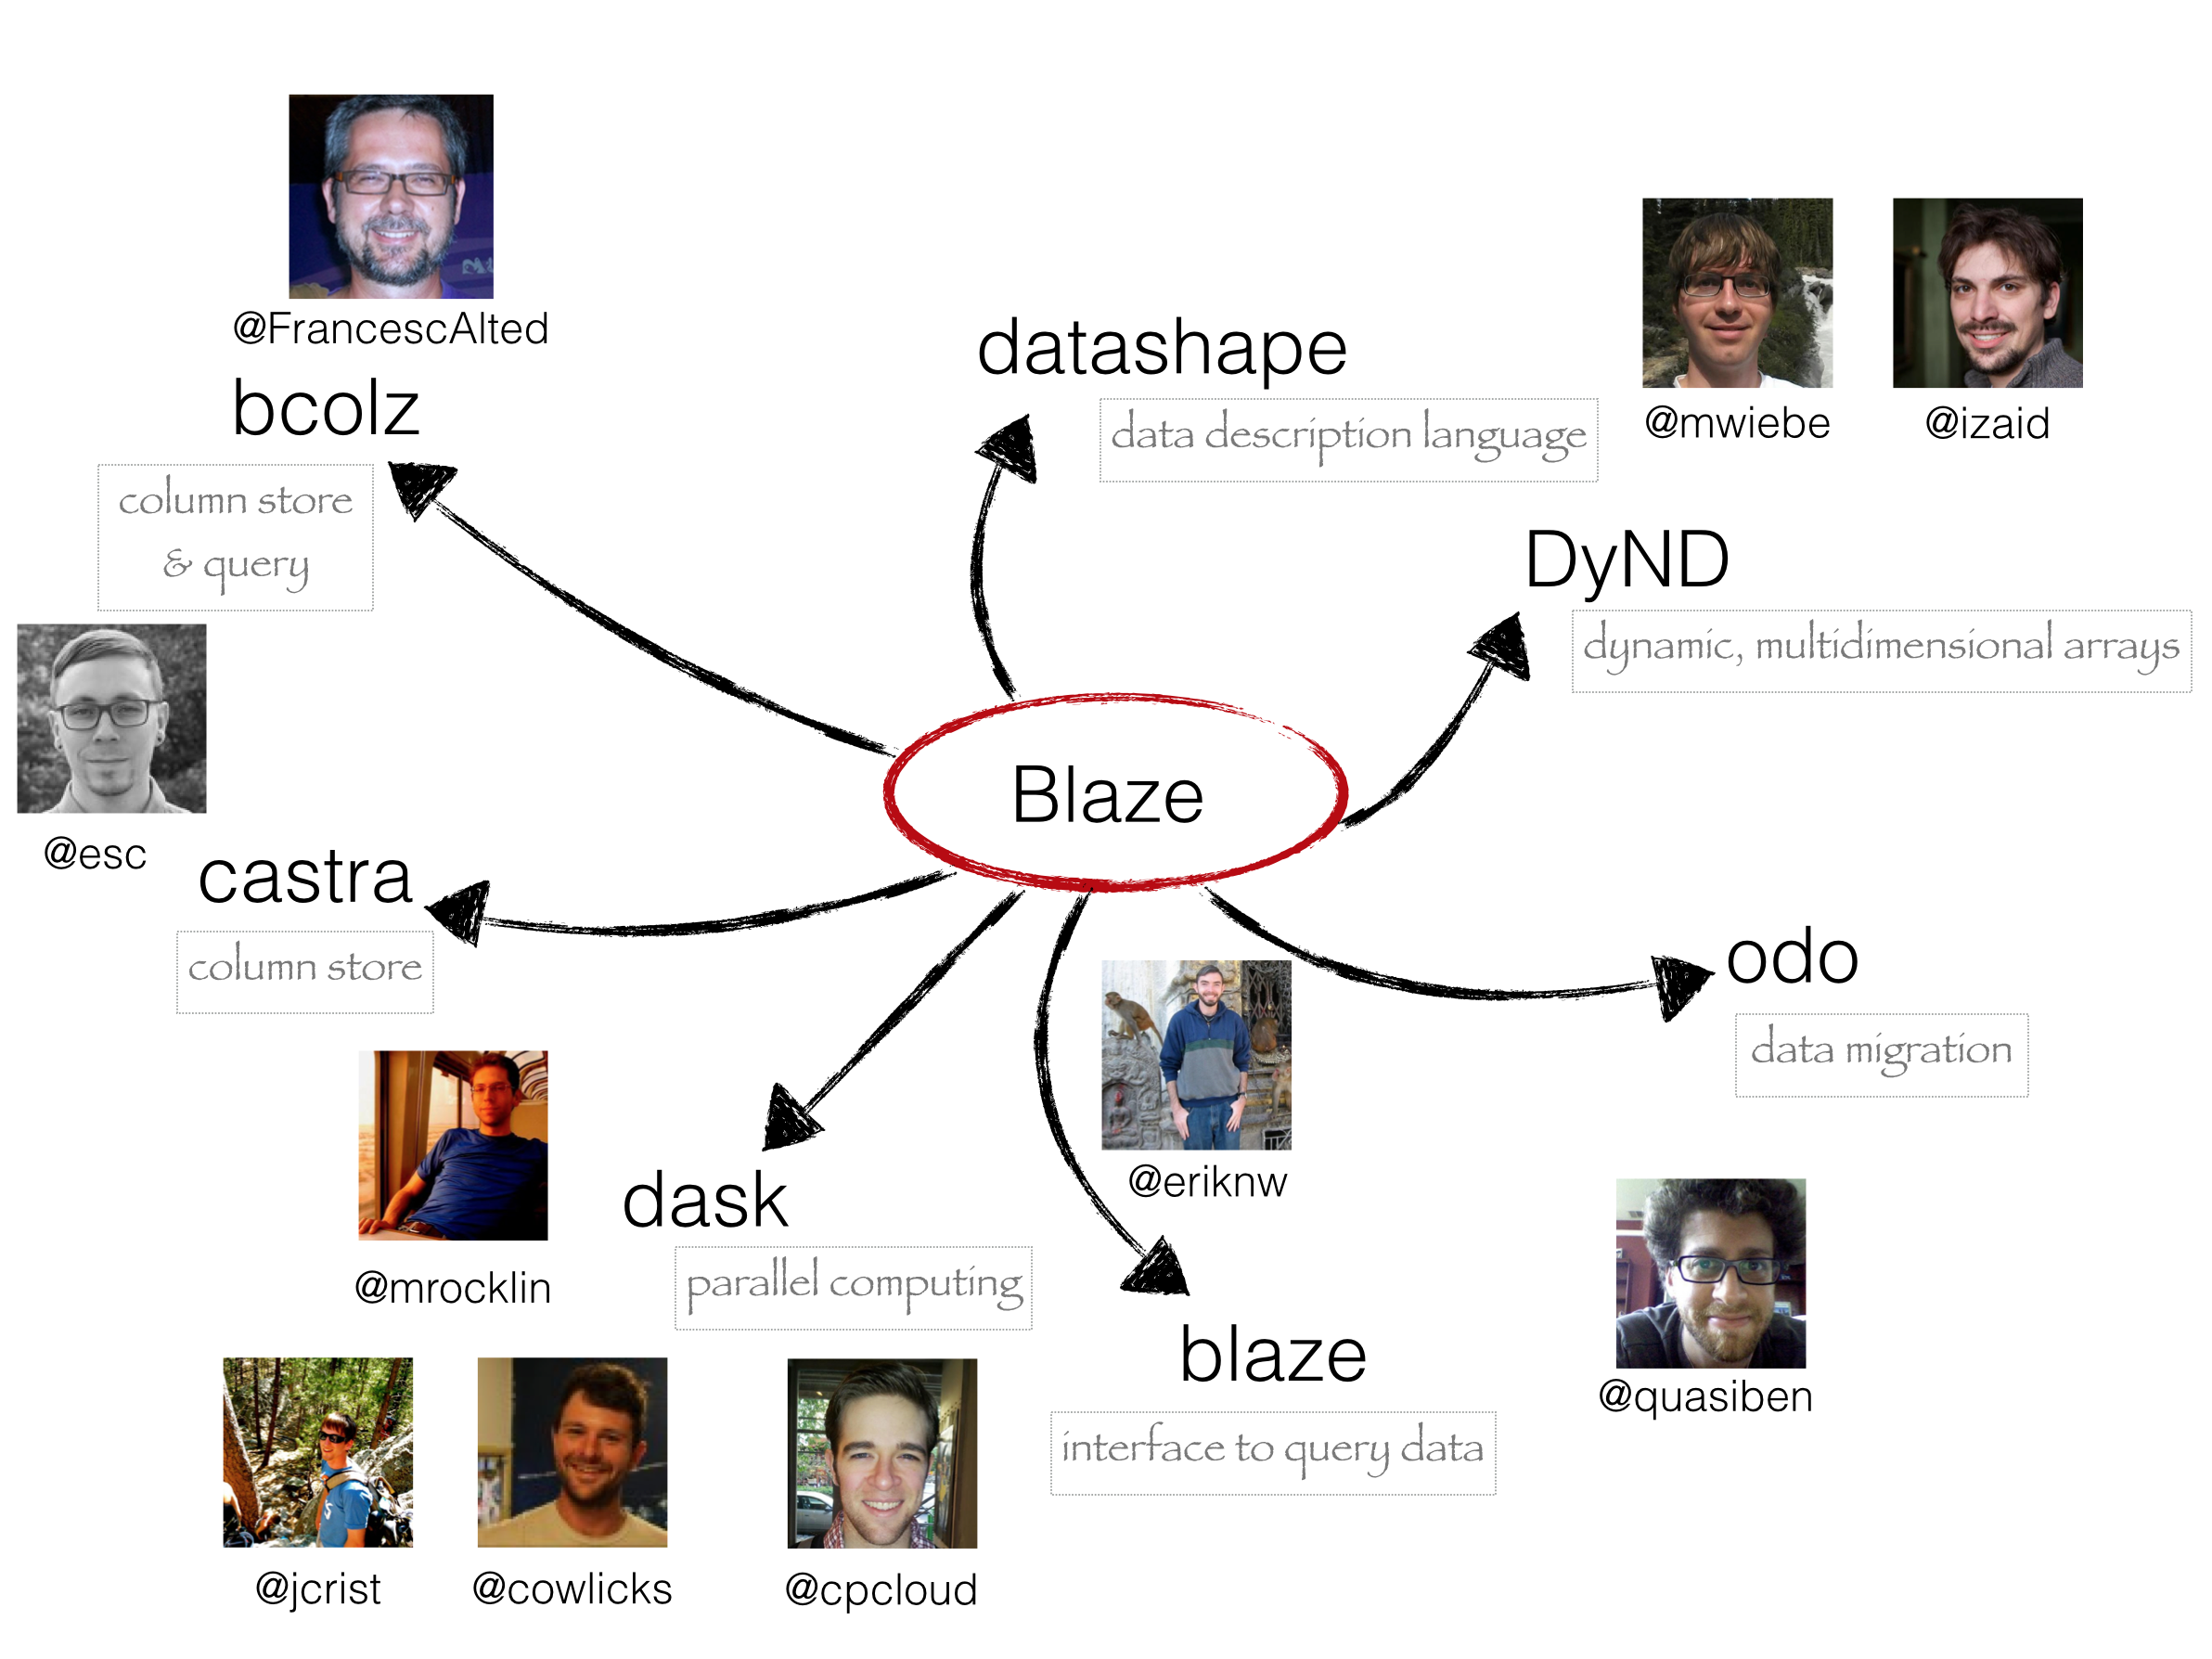 @FrancescAlted
bcolz
column store
& query
@esc
datashape
data description language
@mwiebe
@izaid
DyND
dynamic, multidimensional arrays
Blaze
castra
column store
odo
data migration
@mrocklin
dask
parallel computing
@eriknw
blaze
interface to query data
@quasiben
@jcrist
@cowlicks
@cpcloud